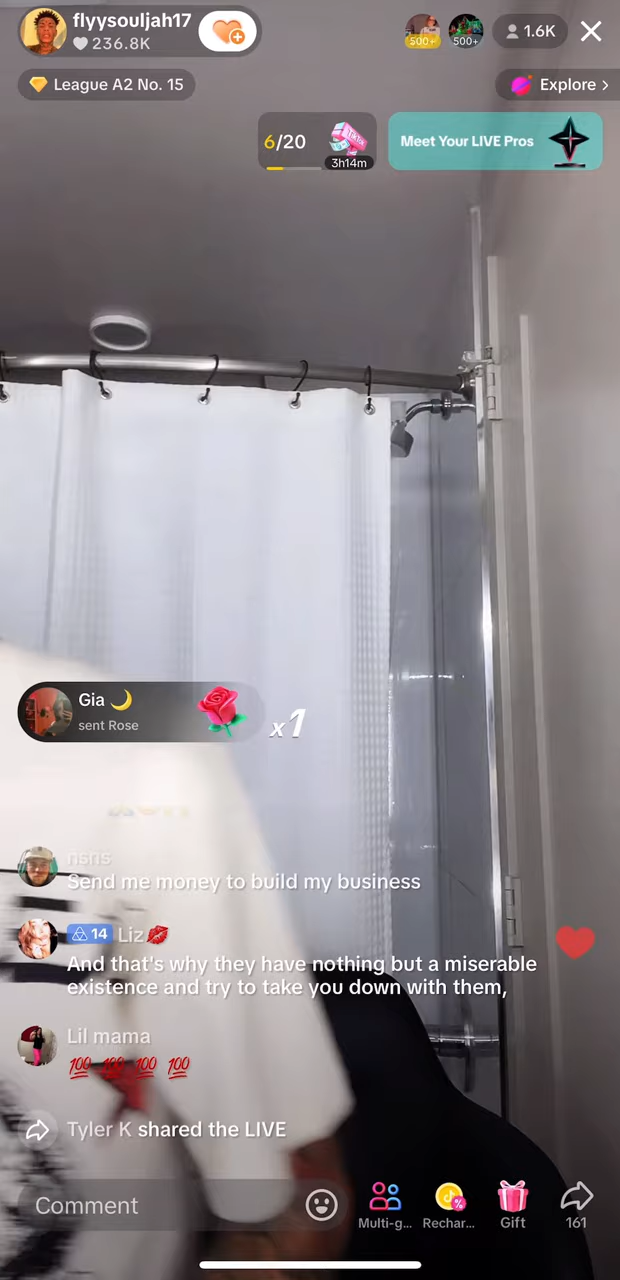 flyysouljah17
236.8K
500+
500+
1.6K
League A2 No. 15
Explore
6/20
3h14m
Meet Your LIVE Pros
Gia 🌙
sent Rose
x1
nsns
Send me money to build my business
14 Liz💋
And that's why they have nothing but a miserable
existence and try to take you down with them,
Lil mama
💯 💯 💯 💯
Tyler K shared the LIVE
Comment
Multi-g...
Rechar...
Gift
161